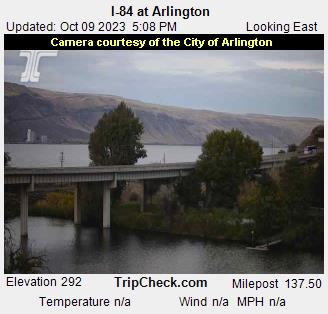 I-84 at Arlington
Updated: Oct 09 2023 5:08 PM Looking East
Camera courtesy of the City of Arlington
Elevation 292 TripCheck.com Milepost 137.50
Temperature n/a Wind n/a MPH n/a